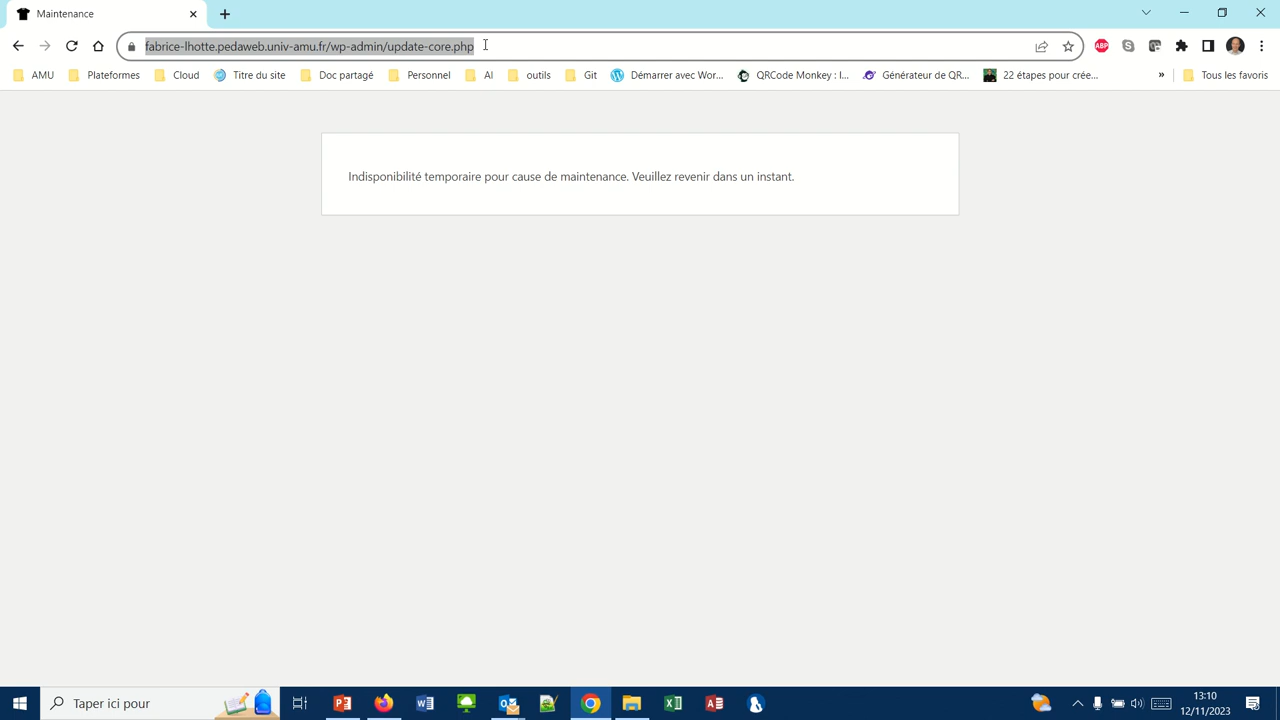 Maintenance
fabrice-lhotte.pedaweb.univ-amu.fr/wp-admin/update-core.php
ABP
AMU
Plateformes
Cloud
Titre du site
Doc partagé
Personnel
AI
outils
Git
Démarrer avec Wor...
QRCode Monkey : l...
Générateur de QR...
22 étapes pour crée...
»
Tous les favoris
Indisponibilité temporaire pour cause de maintenance. Veuillez revenir dans un instant.
Taper ici pour
13:10
12/11/2023